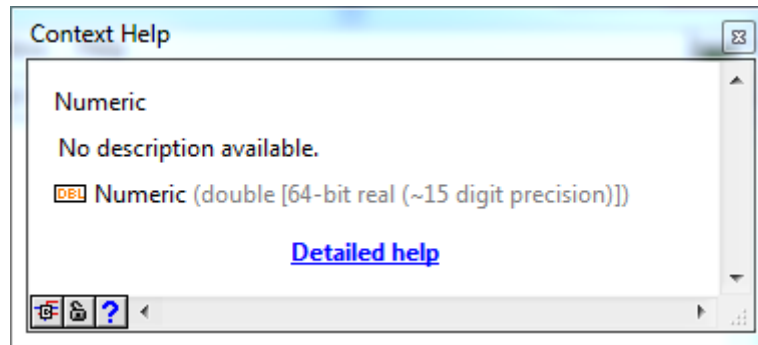 Context Help
Numeric
No description available.
DBL Numeric (double [64-bit real (~15 digit precision)])
Detailed help
?